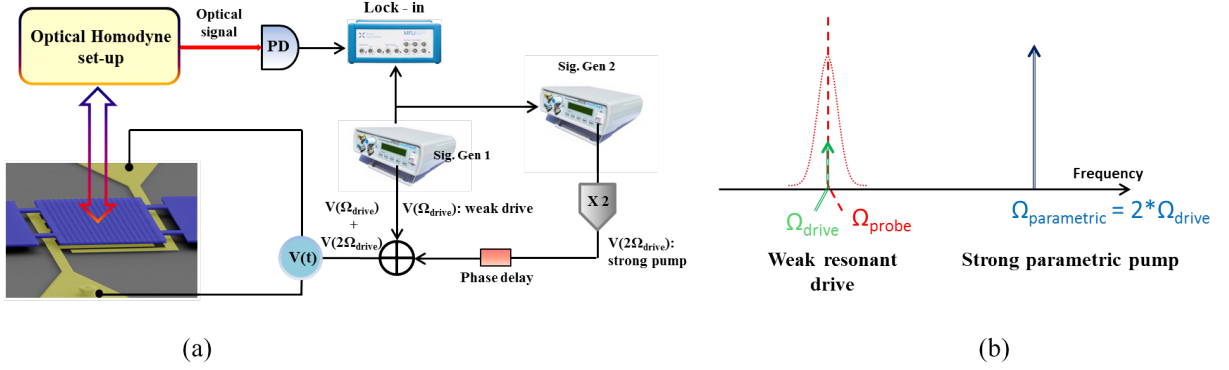 Optical Homodyne
set-up
Optical
signal
PD
Lock - in
MFLI
Sig. Gen 2
Sig. Gen 1
X 2
V(Ωdrive)
+
V(2Ωdrive)
V(Ωdrive): weak drive
V(2Ωdrive):
strong pump
V(t)
Phase delay
(a)
Frequency
Ωdrive
Ωprobe
Ωparametric = 2*Ωdrive
Weak resonant
drive
Strong parametric pump
(b)